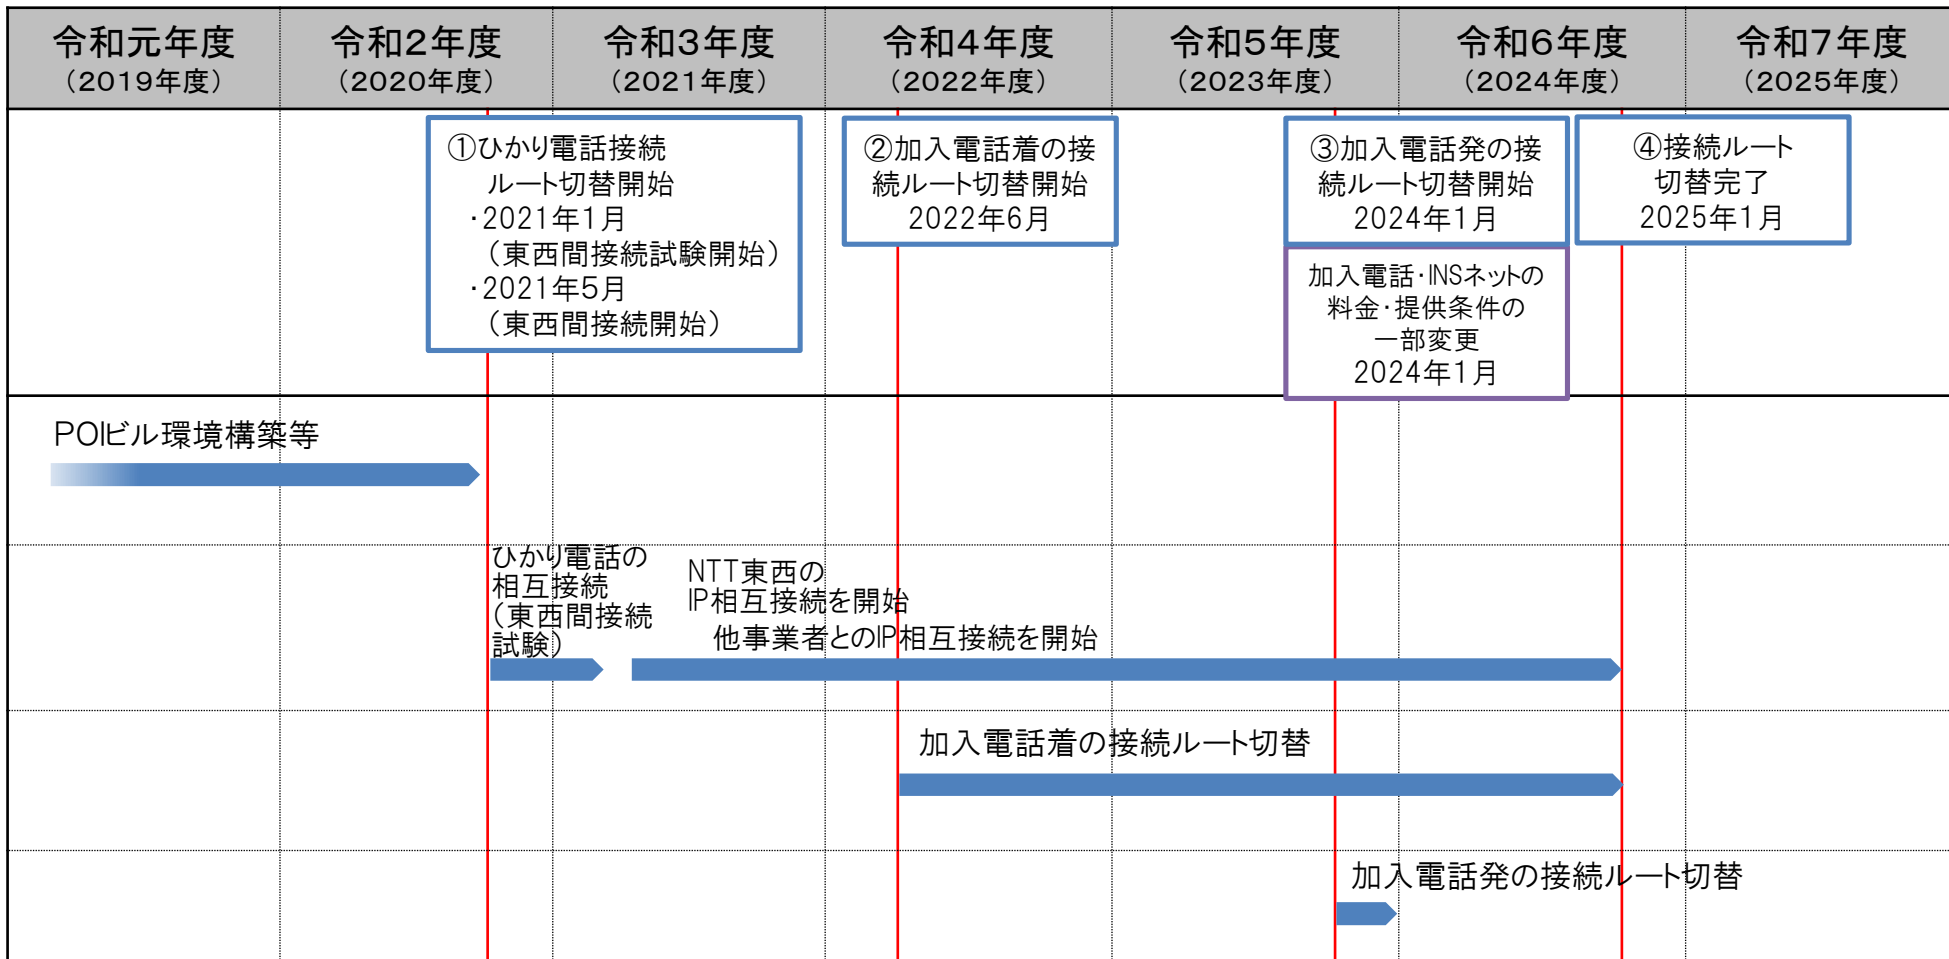 令和元年度
（2019年度）
令和2年度
（2020年度）
令和3年度
（2021年度）
令和4年度
（2022年度）
令和5年度
（2023年度）
令和6年度
（2024年度）
令和7年度
（2025年度）
①ひかり電話接続
ルート切替開始
・2021年1月
（東西間接続試験開始）
・2021年5月
（東西間接続開始）
②加入電話着の接
続ルート切替開始
2022年6月
③加入電話発の接
続ルート切替開始
2024年1月
加入電話・INSネットの
料金・提供条件の
一部変更
2024年1月
④接続ルート
切替完了
2025年1月
POIビル環境構築等
ひかり電話の
相互接続
（東西間接続
試験）
NTT東西の
IP相互接続を開始
他事業者とのIP相互接続を開始
加入電話着の接続ルート切替
加入電話発の接続ルート切替